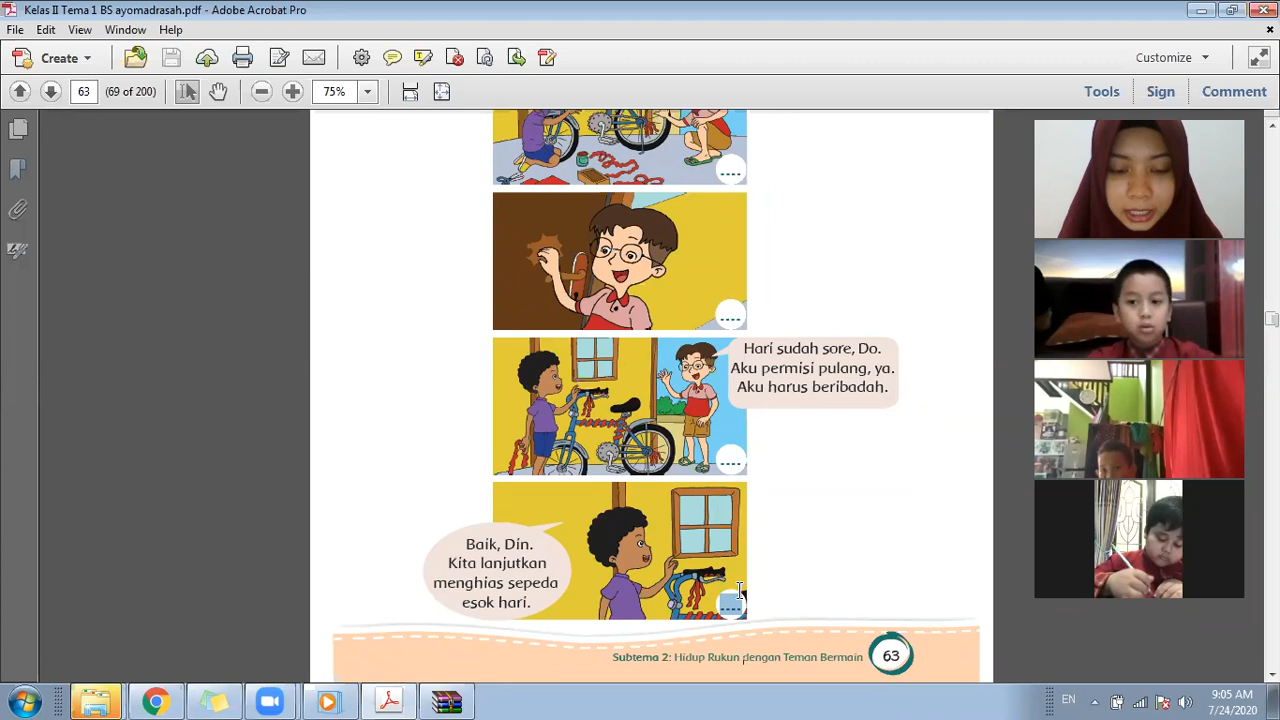 Kelas II Tema 1 BS ayomadrasah.pdf - Adobe Acrobat Pro
File Edit View Window Help
Create
Customize
63 (69 of 200) 75%
Tools Sign Comment
....
....
Hari sudah sore, Do.
Aku permisi pulang, ya.
Aku harus beribadah.
....
Baik, Din.
Kita lanjutkan
menghias sepeda
esok hari.
....
Subtema 2: Hidup Rukun dengan Teman Bermain 63
EN
9:05 AM
7/24/2020